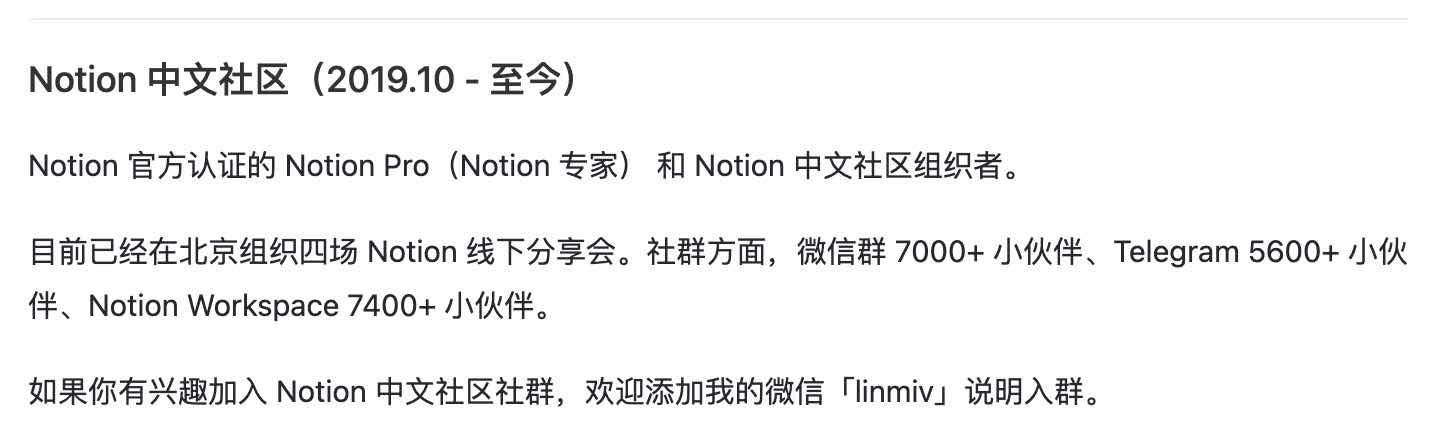 Notion 中文社区（2019.10 - 至今）
Notion 官方认证的 Notion Pro（Notion 专家） 和 Notion 中文社区组织者。
目前已经在北京组织四场 Notion 线下分享会。社群方面，微信群 7000+ 小伙伴、Telegram 5600+ 小伙
伴、Notion Workspace 7400+ 小伙伴。
如果你有兴趣加入 Notion 中文社区社群，欢迎添加我的微信「linmiv」说明入群。